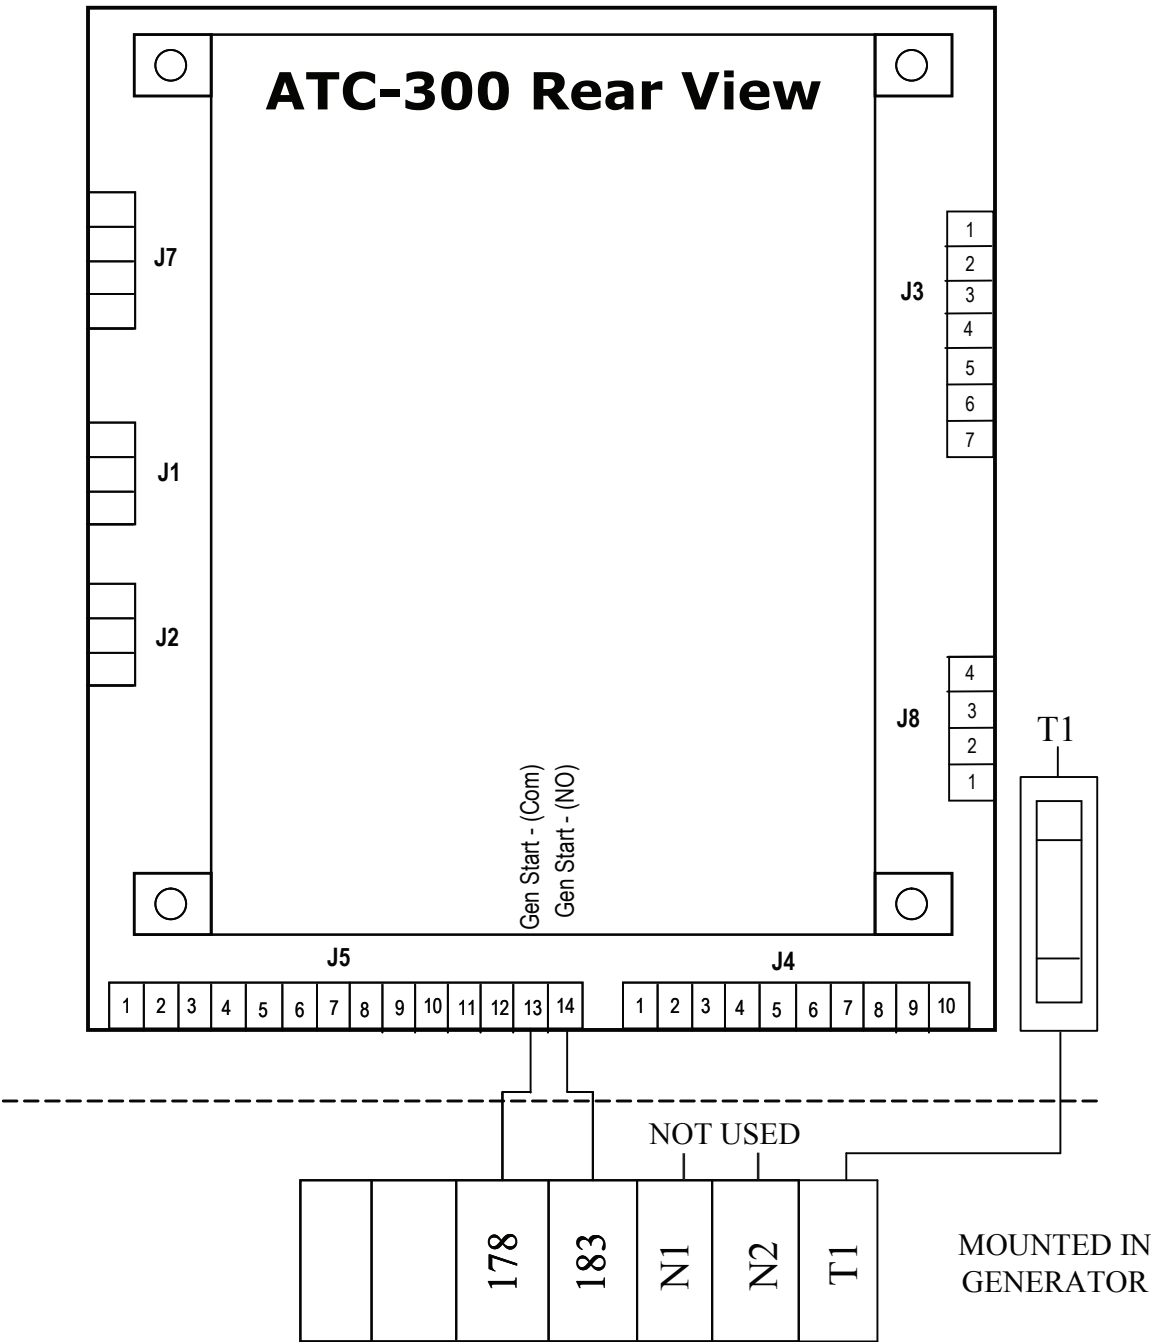 ATC-300 Rear View
J7
J1
J2
J3
1
2
3
4
5
6
7
J8
4
3
2
1
T1
Gen Start - (Com)
Gen Start - (NO)
J5
J4
1 2 3 4 5 6 7 8 9 10 11 12 13 14
1 2 3 4 5 6 7 8 9 10
NOT USED
178 183 N1 N2 T1
MOUNTED IN
GENERATOR